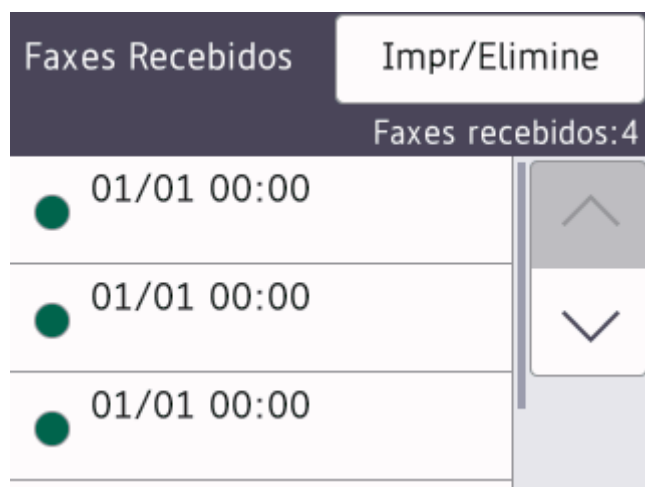 Faxes Recebidos
Impr/Elimine
Faxes recebidos:4
01/01 00:00
01/01 00:00
01/01 00:00